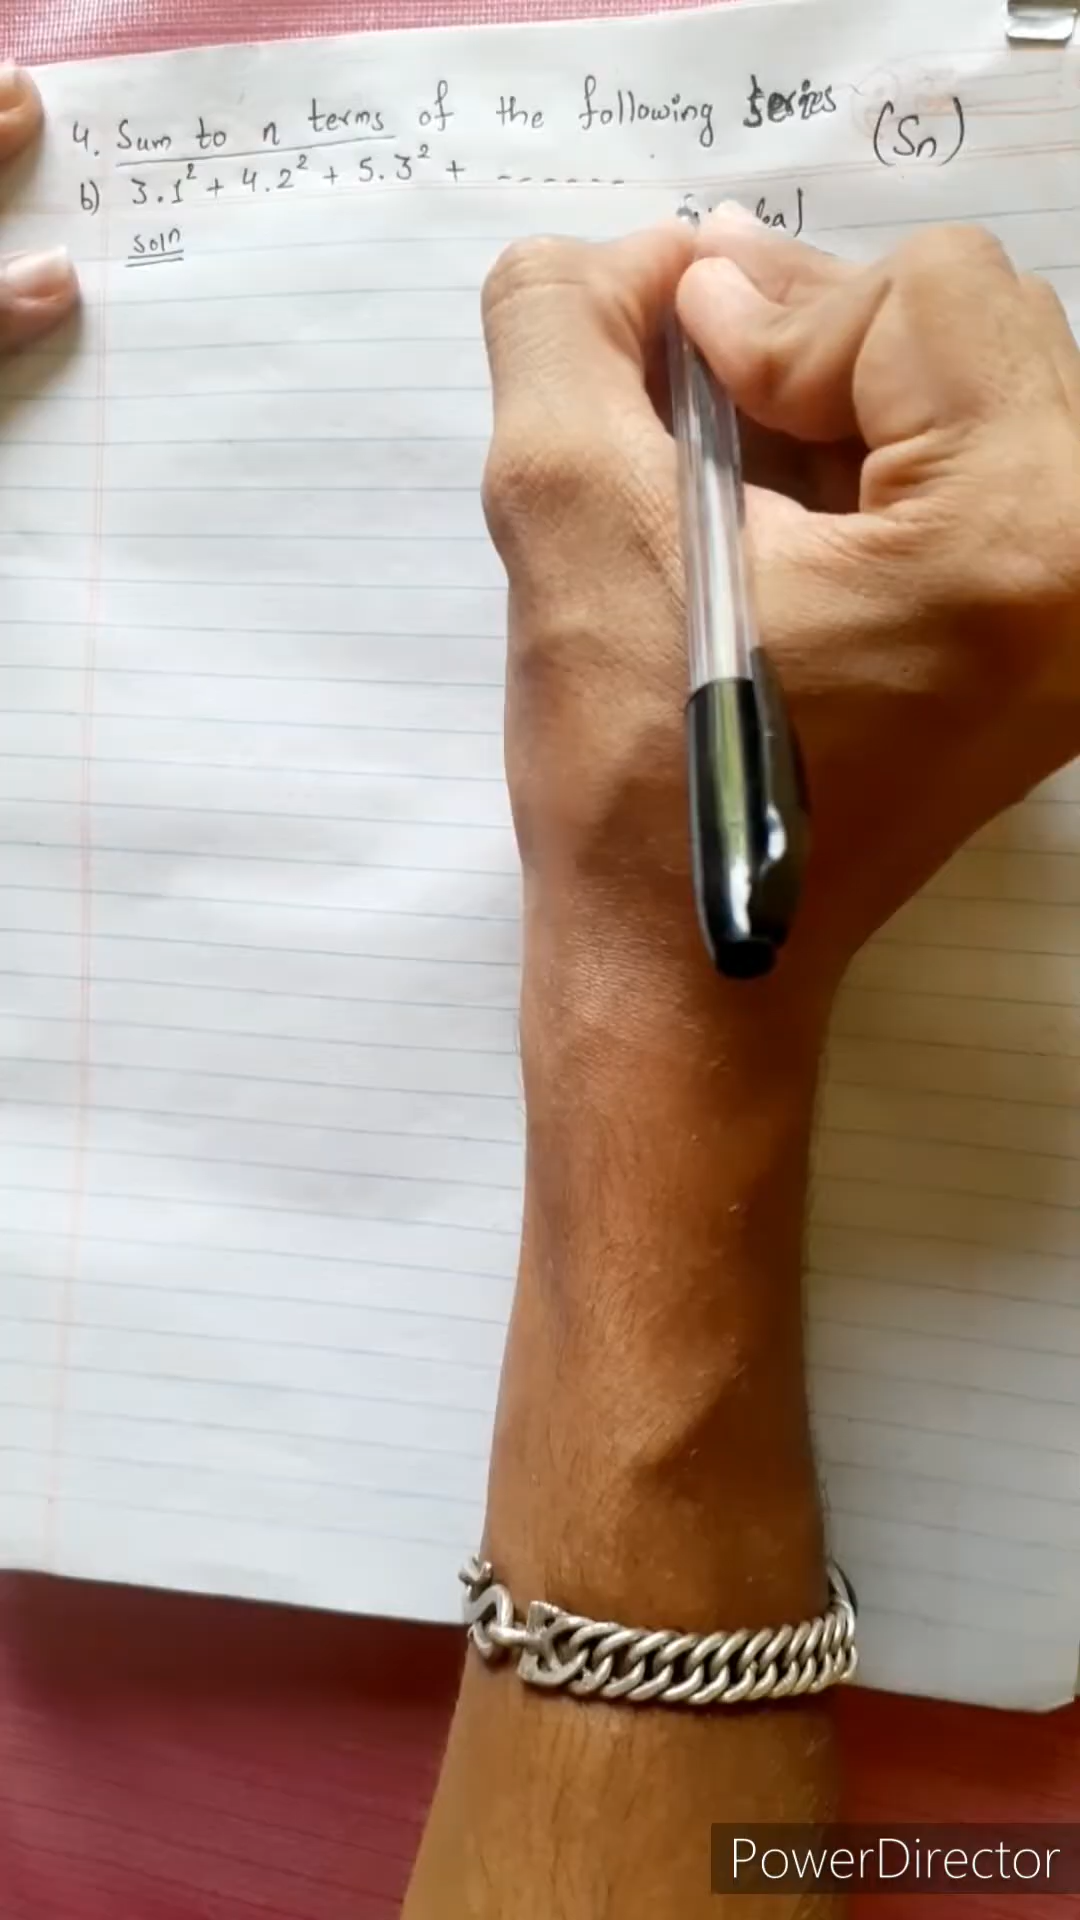 4. Sum to n terms of the following series (Sn)
b) 3.1² + 4.2² + 5.3² + ------
Soln
PowerDirector